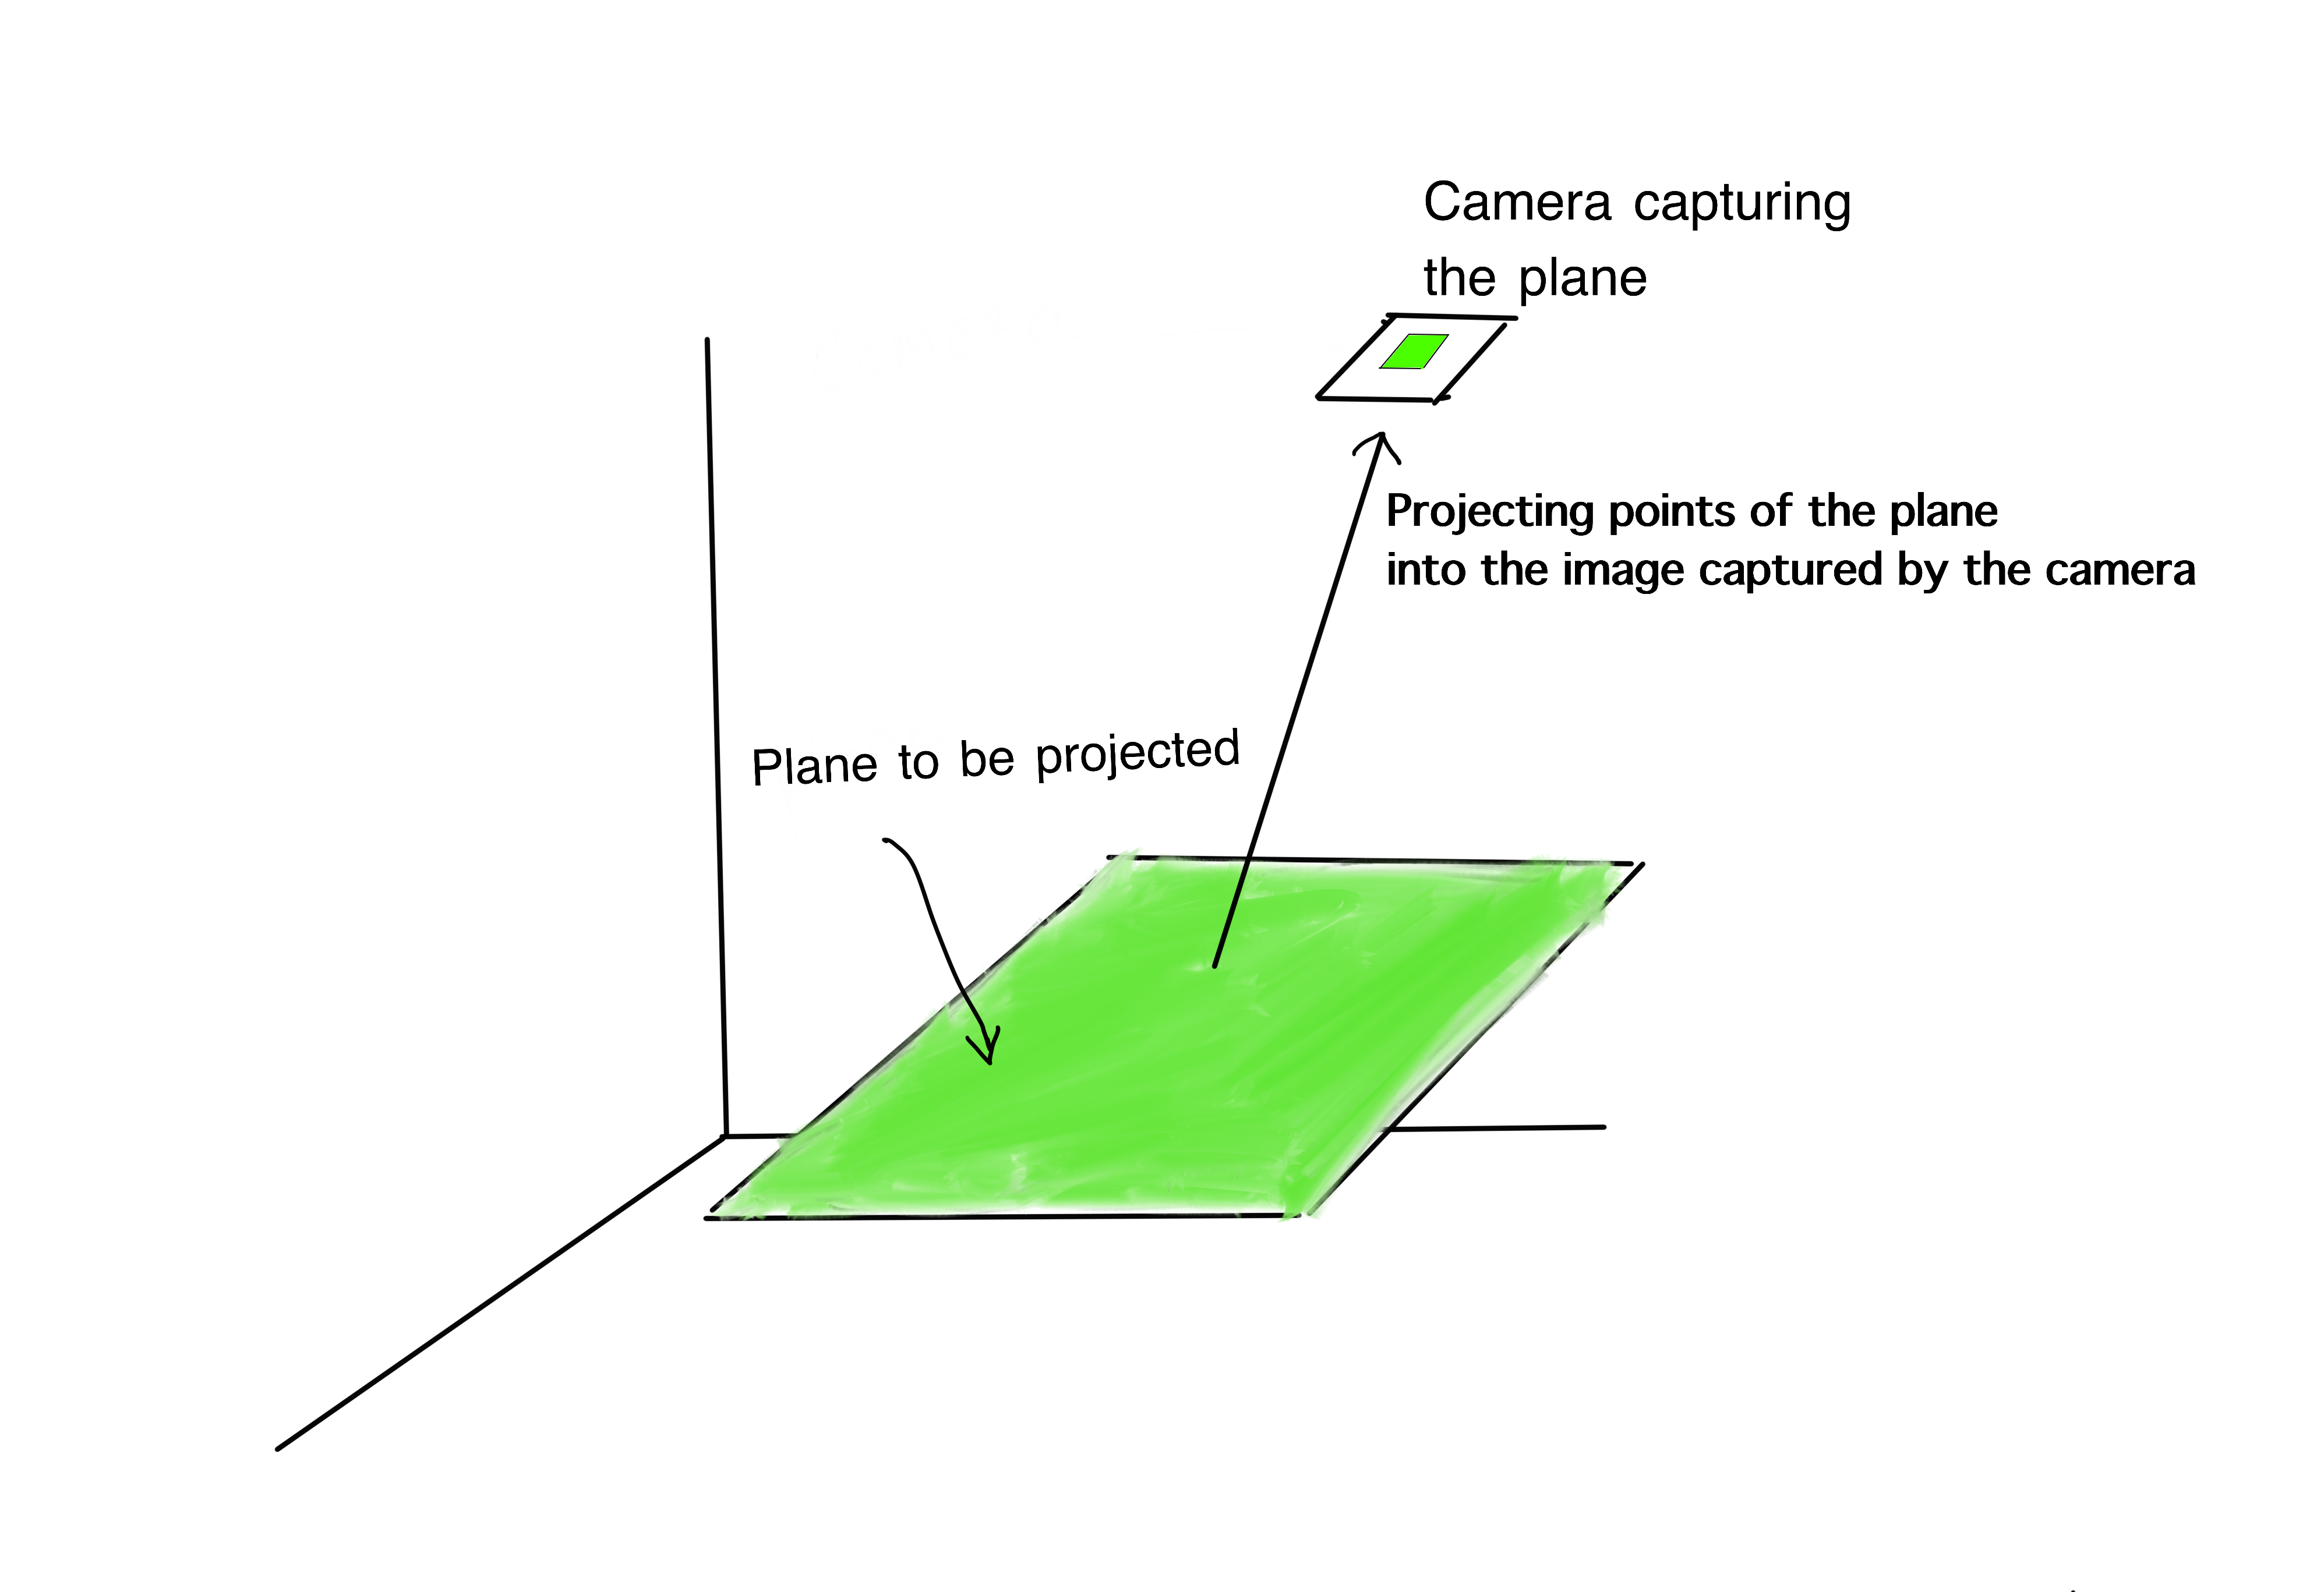 Camera capturing
the plane
Projecting points of the plane
into the image captured by the camera
Plane to be projected